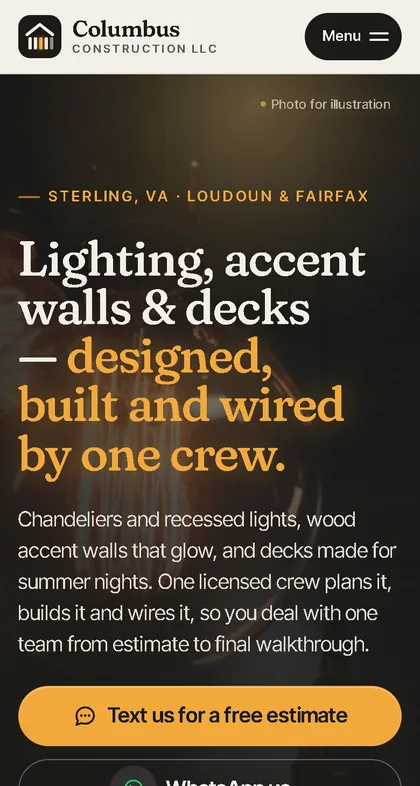 Columbus
CONSTRUCTION LLC
Menu
Photo for illustration
STERLING, VA · LOUDOUN & FAIRFAX
Lighting, accent
walls & decks
— designed,
built and wired
by one crew.
Chandeliers and recessed lights, wood
accent walls that glow, and decks made for
summer nights. One licensed crew plans it,
builds it and wires it, so you deal with one
team from estimate to final walkthrough.
Text us for a free estimate
WhatsApp us